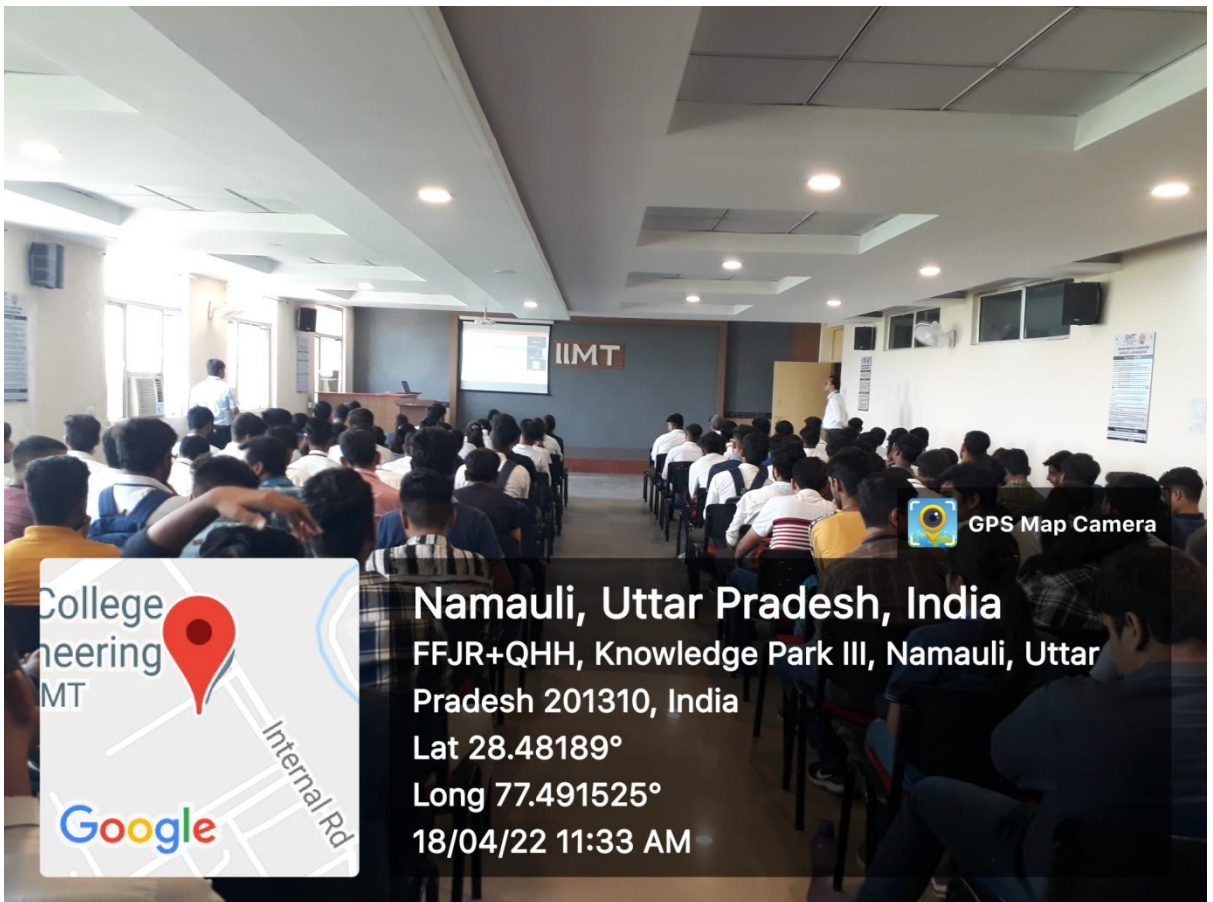 IIMT
GPS Map Camera
College
neering
MT
Internal Rd
Google
Namauli, Uttar Pradesh, India
FFJR+QHH, Knowledge Park III, Namauli, Uttar
Pradesh 201310, India
Lat 28.48189°
Long 77.491525°
18/04/22 11:33 AM